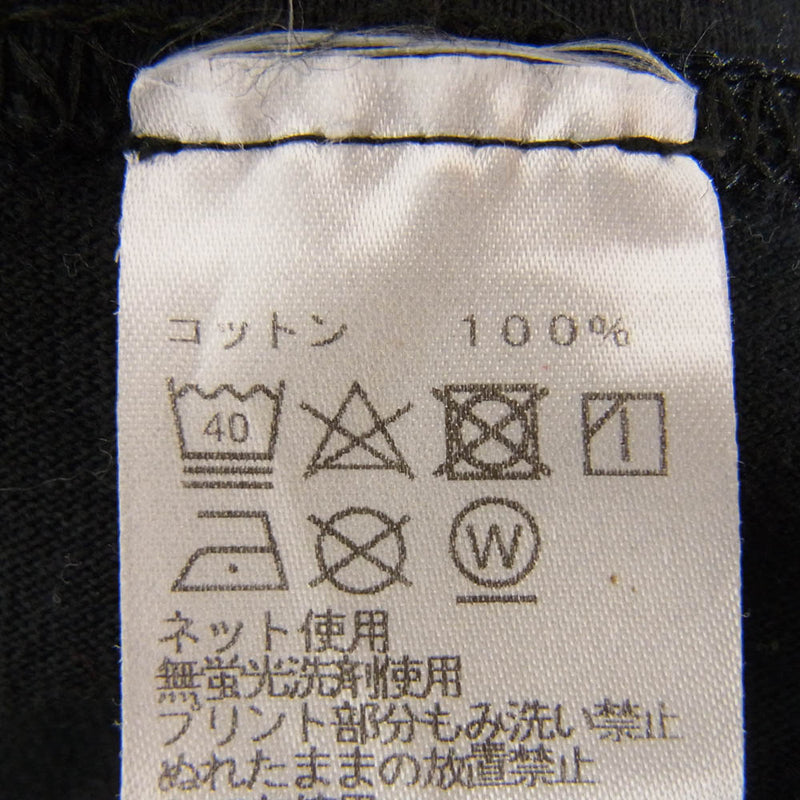 コットン 100%
40
W
ネット使用
無蛍光洗剤使用
プリント部分もみ洗い禁止
ぬれたままの放置禁止